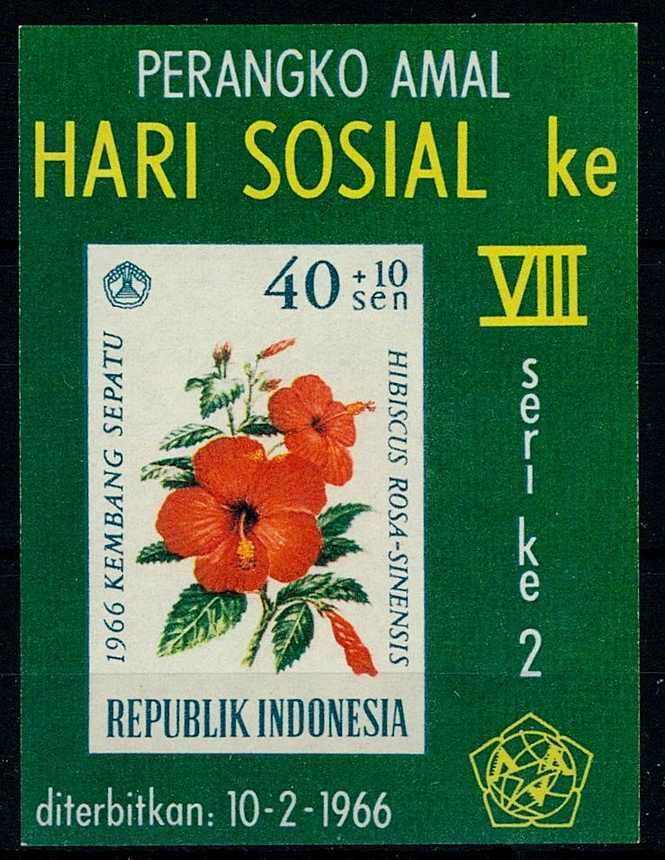 PERANGKO AMAL
HARI SOSIAL ke
VIII
seri ke 2
40 +10 sen
1966 KEMBANG SEPATU
HIBISCUS ROSA-SINENSIS
REPUBLIK INDONESIA
diterbitkan: 10-2-1966